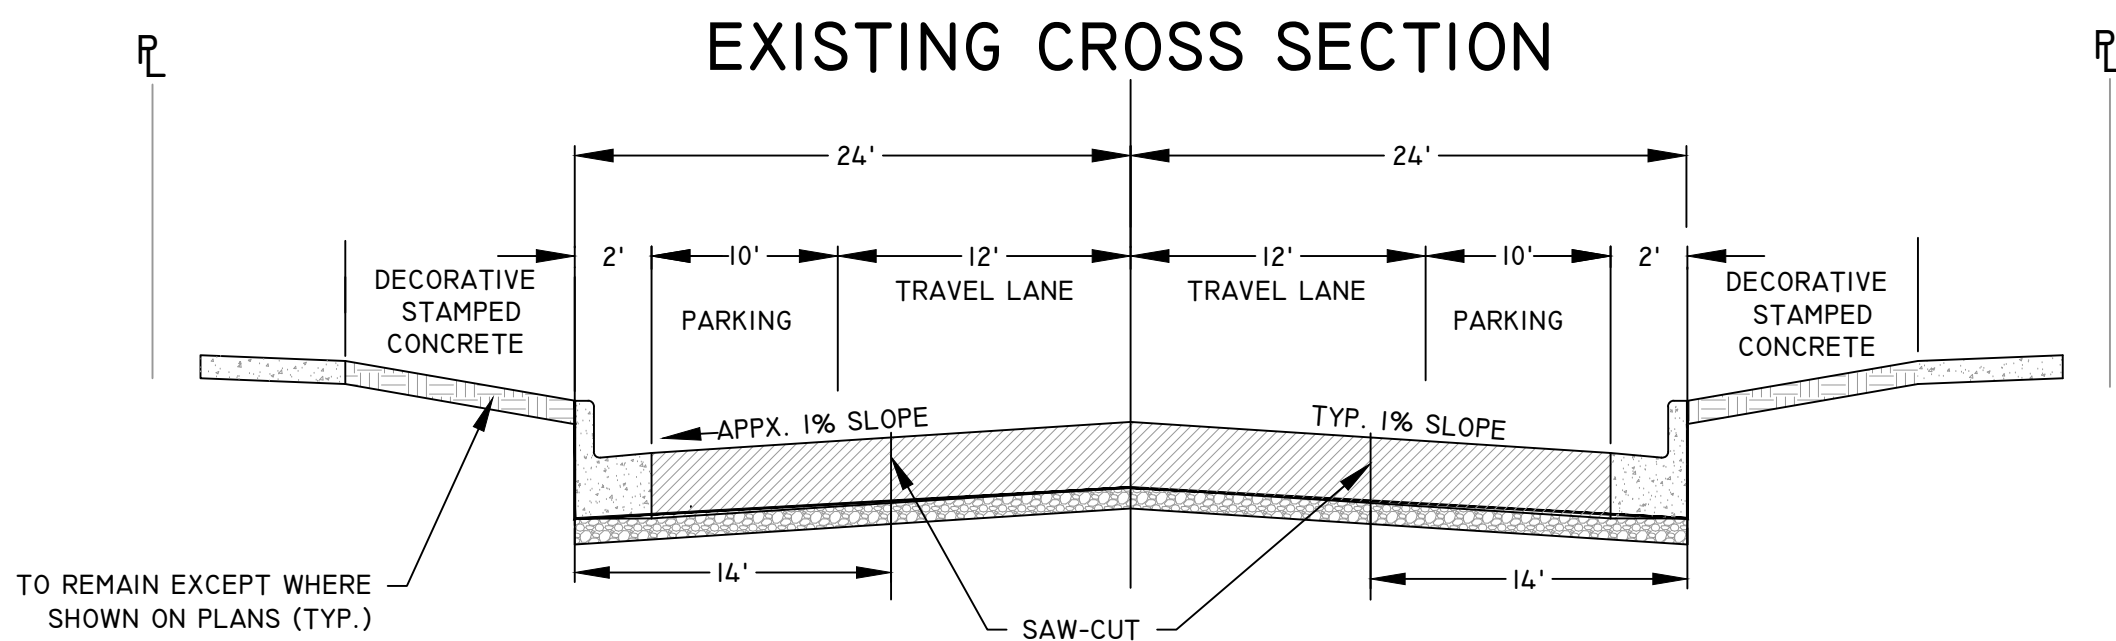 EXISTING CROSS SECTION
PL
PL
24'
24'
2'
10'
12'
12'
10'
2'
DECORATIVE
STAMPED
CONCRETE
PARKING
TRAVEL LANE
TRAVEL LANE
PARKING
DECORATIVE
STAMPED
CONCRETE
APPX. 1% SLOPE
TYP. 1% SLOPE
14'
14'
TO REMAIN EXCEPT WHERE
SHOWN ON PLANS (TYP.)
SAW-CUT